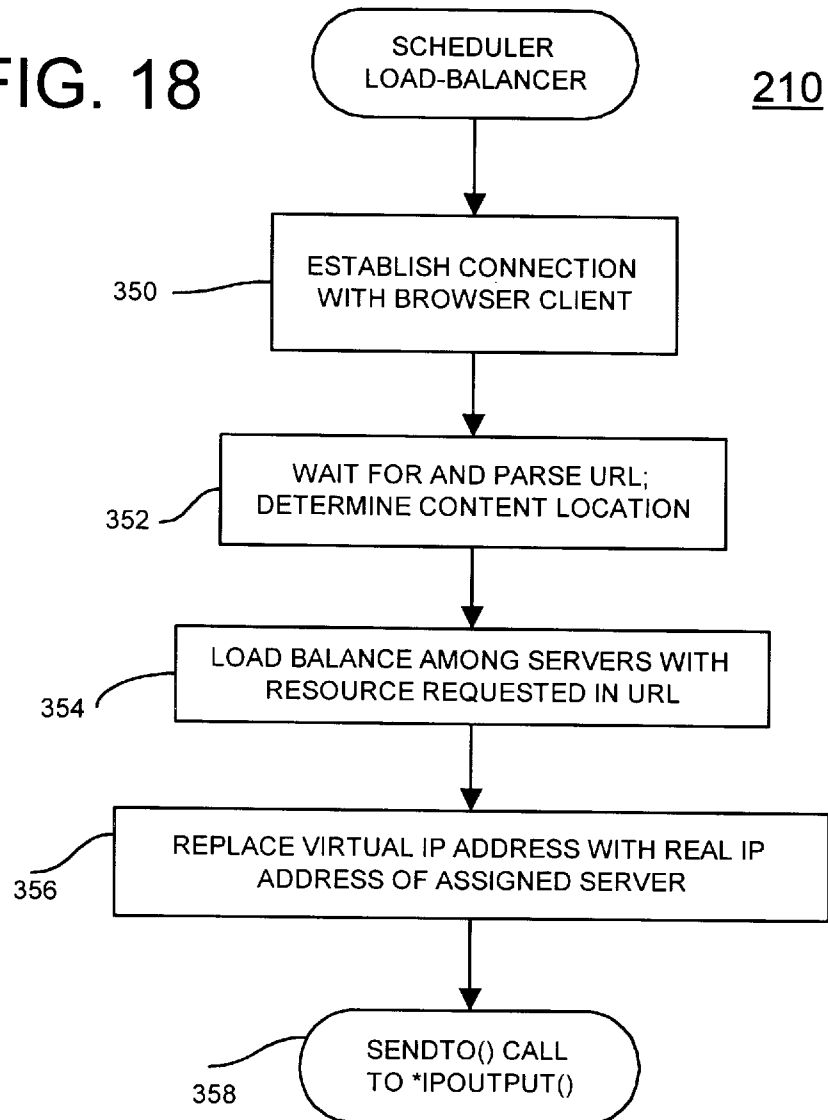 FIG. 18
SCHEDULER
LOAD-BALANCER
210
ESTABLISH CONNECTION
WITH BROWSER CLIENT
350
WAIT FOR AND PARSE URL;
DETERMINE CONTENT LOCATION
352
LOAD BALANCE AMONG SERVERS WITH
RESOURCE REQUESTED IN URL
354
REPLACE VIRTUAL IP ADDRESS WITH REAL IP
ADDRESS OF ASSIGNED SERVER
356
SENDTO() CALL
TO *IPOUTPUT()
358